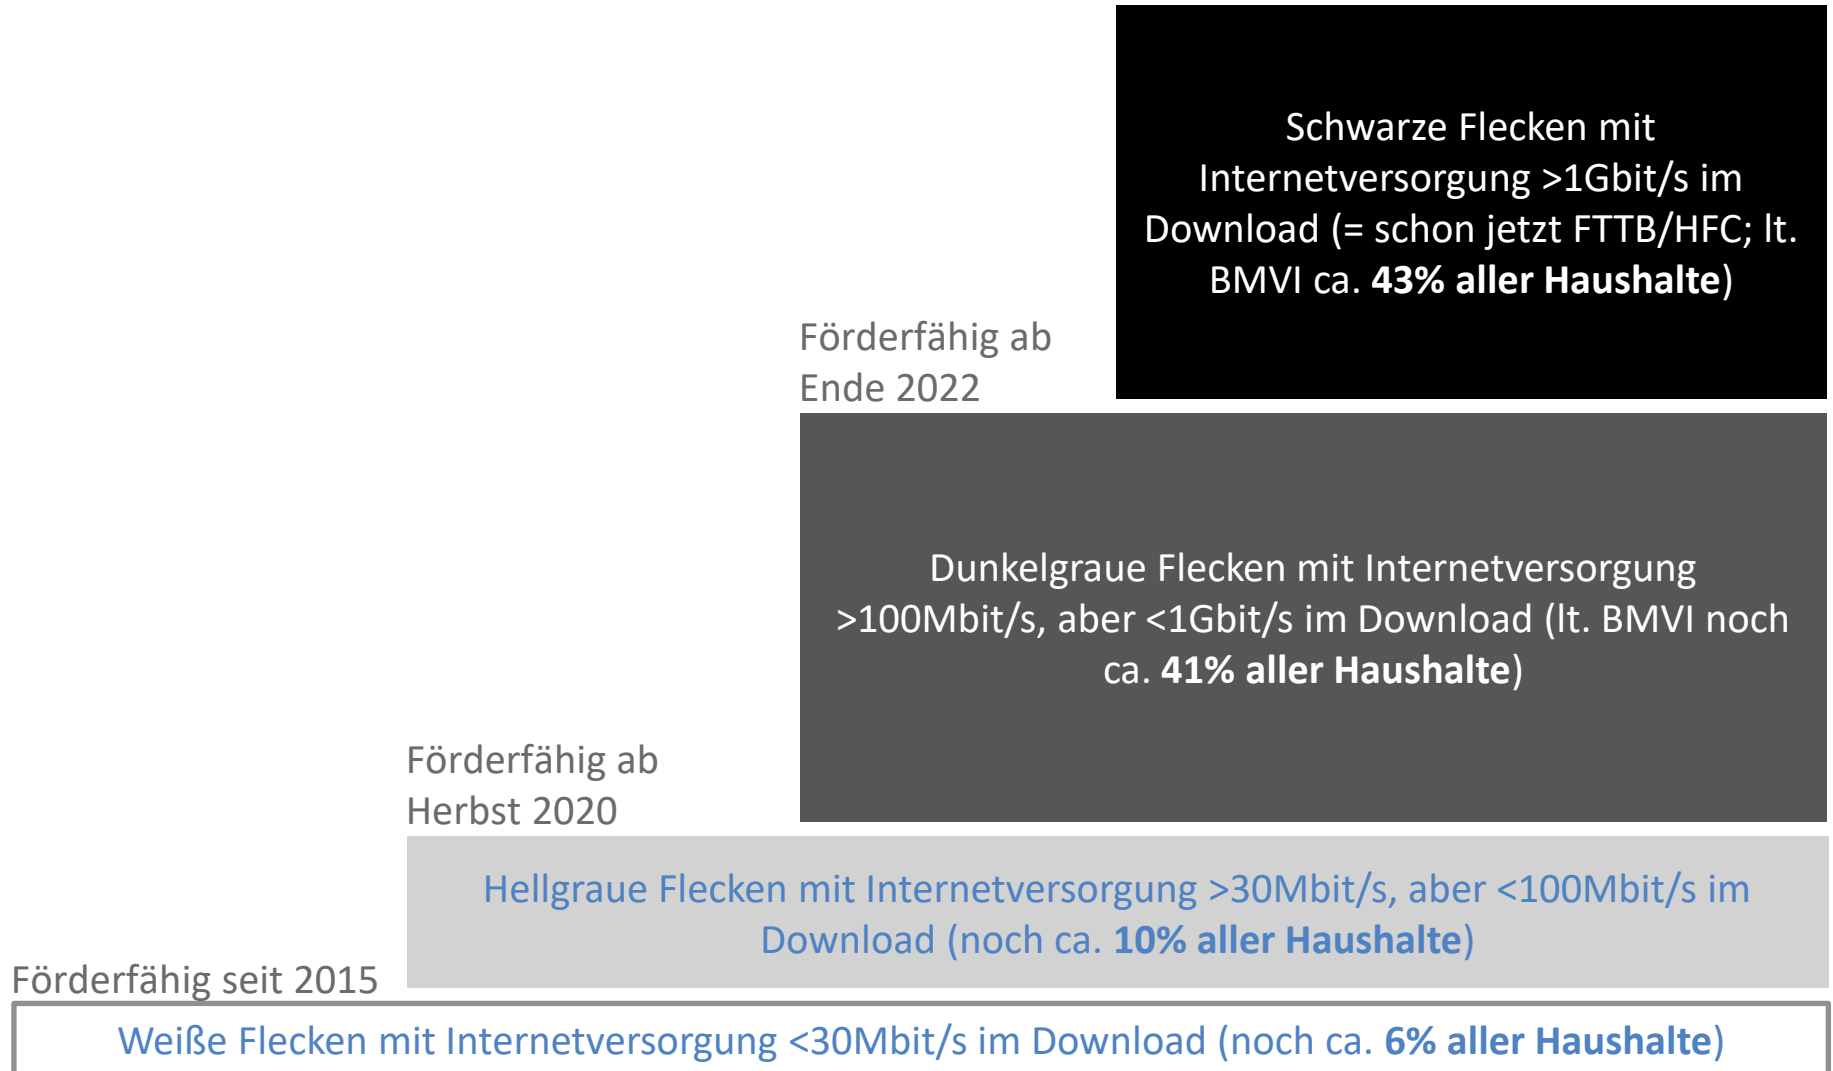 Schwarze Flecken mit
Internetversorgung >1Gbit/s im
Download (= schon jetzt FTTB/HFC; lt.
BMVI ca. 43% aller Haushalte)
Förderfähig ab
Ende 2022
Dunkelgraue Flecken mit Internetversorgung
>100Mbit/s, aber <1Gbit/s im Download (lt. BMVI noch
ca. 41% aller Haushalte)
Förderfähig ab
Herbst 2020
Hellgraue Flecken mit Internetversorgung >30Mbit/s, aber <100Mbit/s im
Download (noch ca. 10% aller Haushalte)
Förderfähig seit 2015
Weiße Flecken mit Internetversorgung <30Mbit/s im Download (noch ca. 6% aller Haushalte)